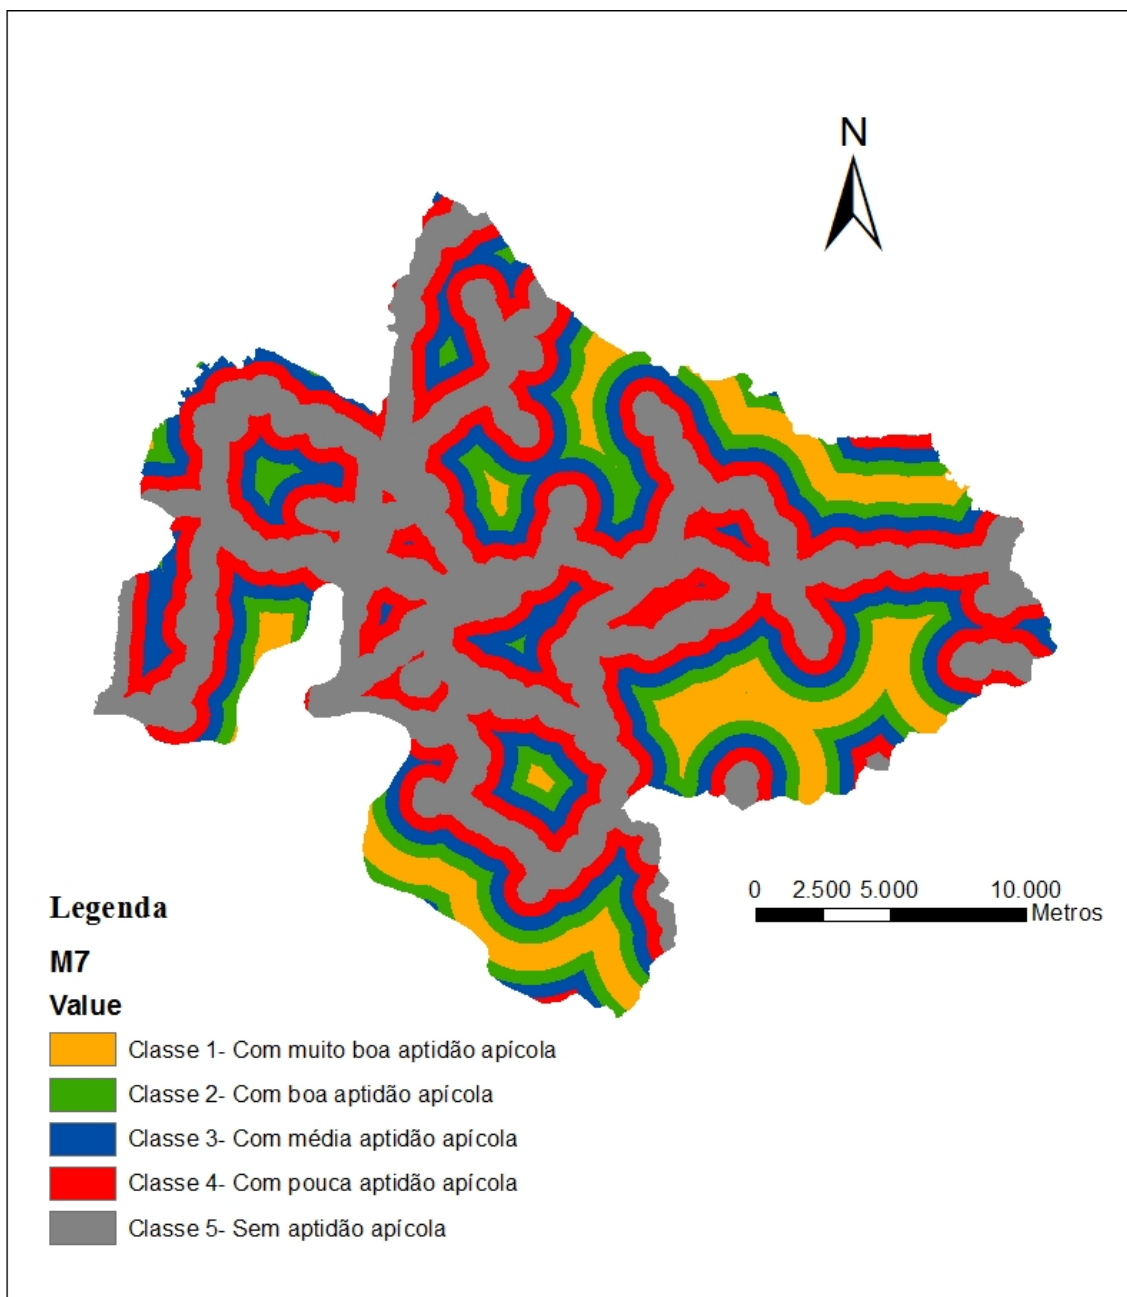 N
0 2.500 5.000 10.000
Metros
Legenda
M7
Value
Classe 1- Com muito boa aptidão apícola
Classe 2- Com boa aptidão apícola
Classe 3- Com média aptidão apícola
Classe 4- Com pouca aptidão apícola
Classe 5- Sem aptidão apícola